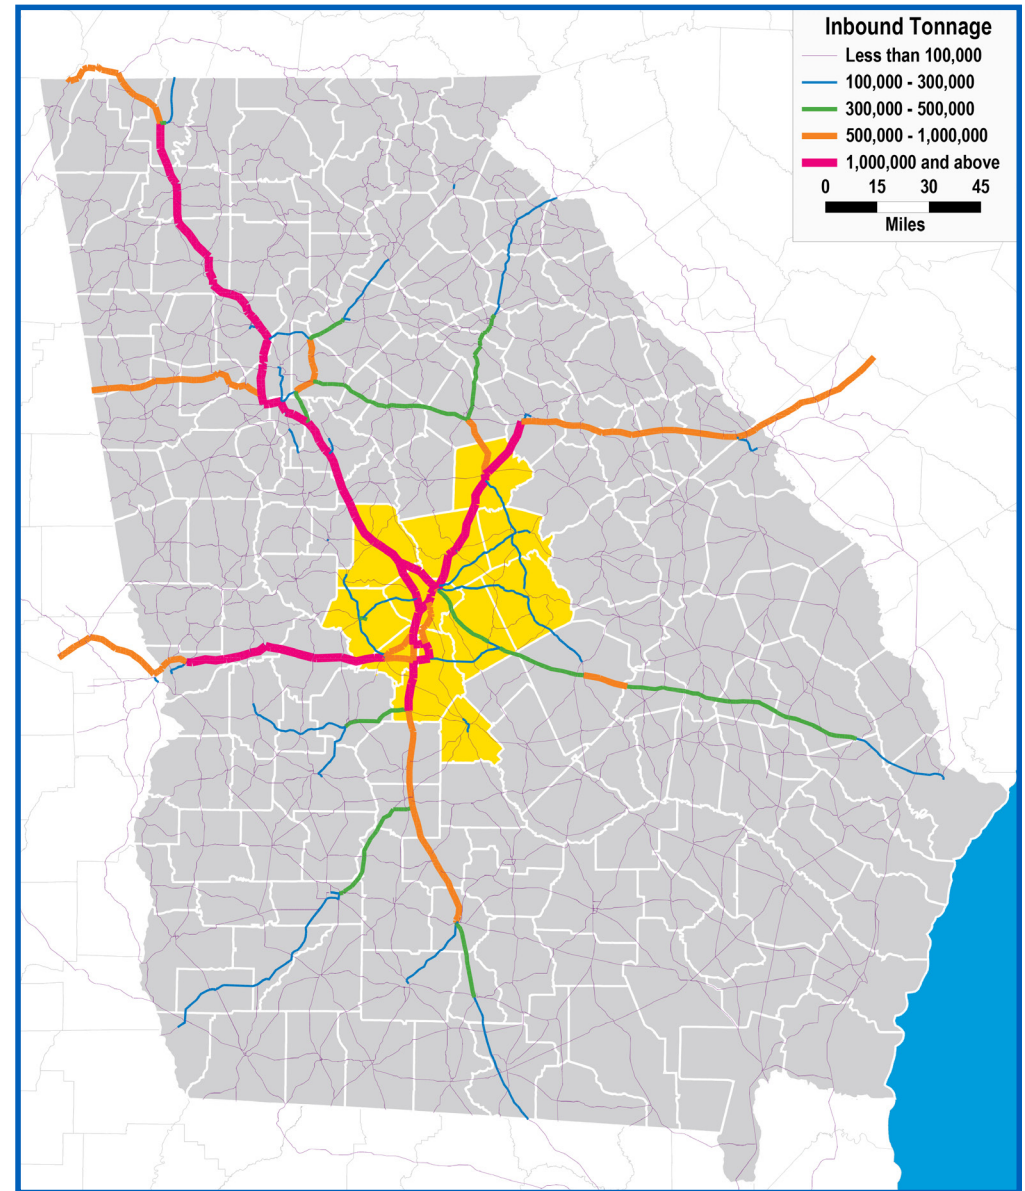 Inbound Tonnage
Less than 100,000
100,000 - 300,000
300,000 - 500,000
500,000 - 1,000,000
1,000,000 and above
0 15 30 45
Miles